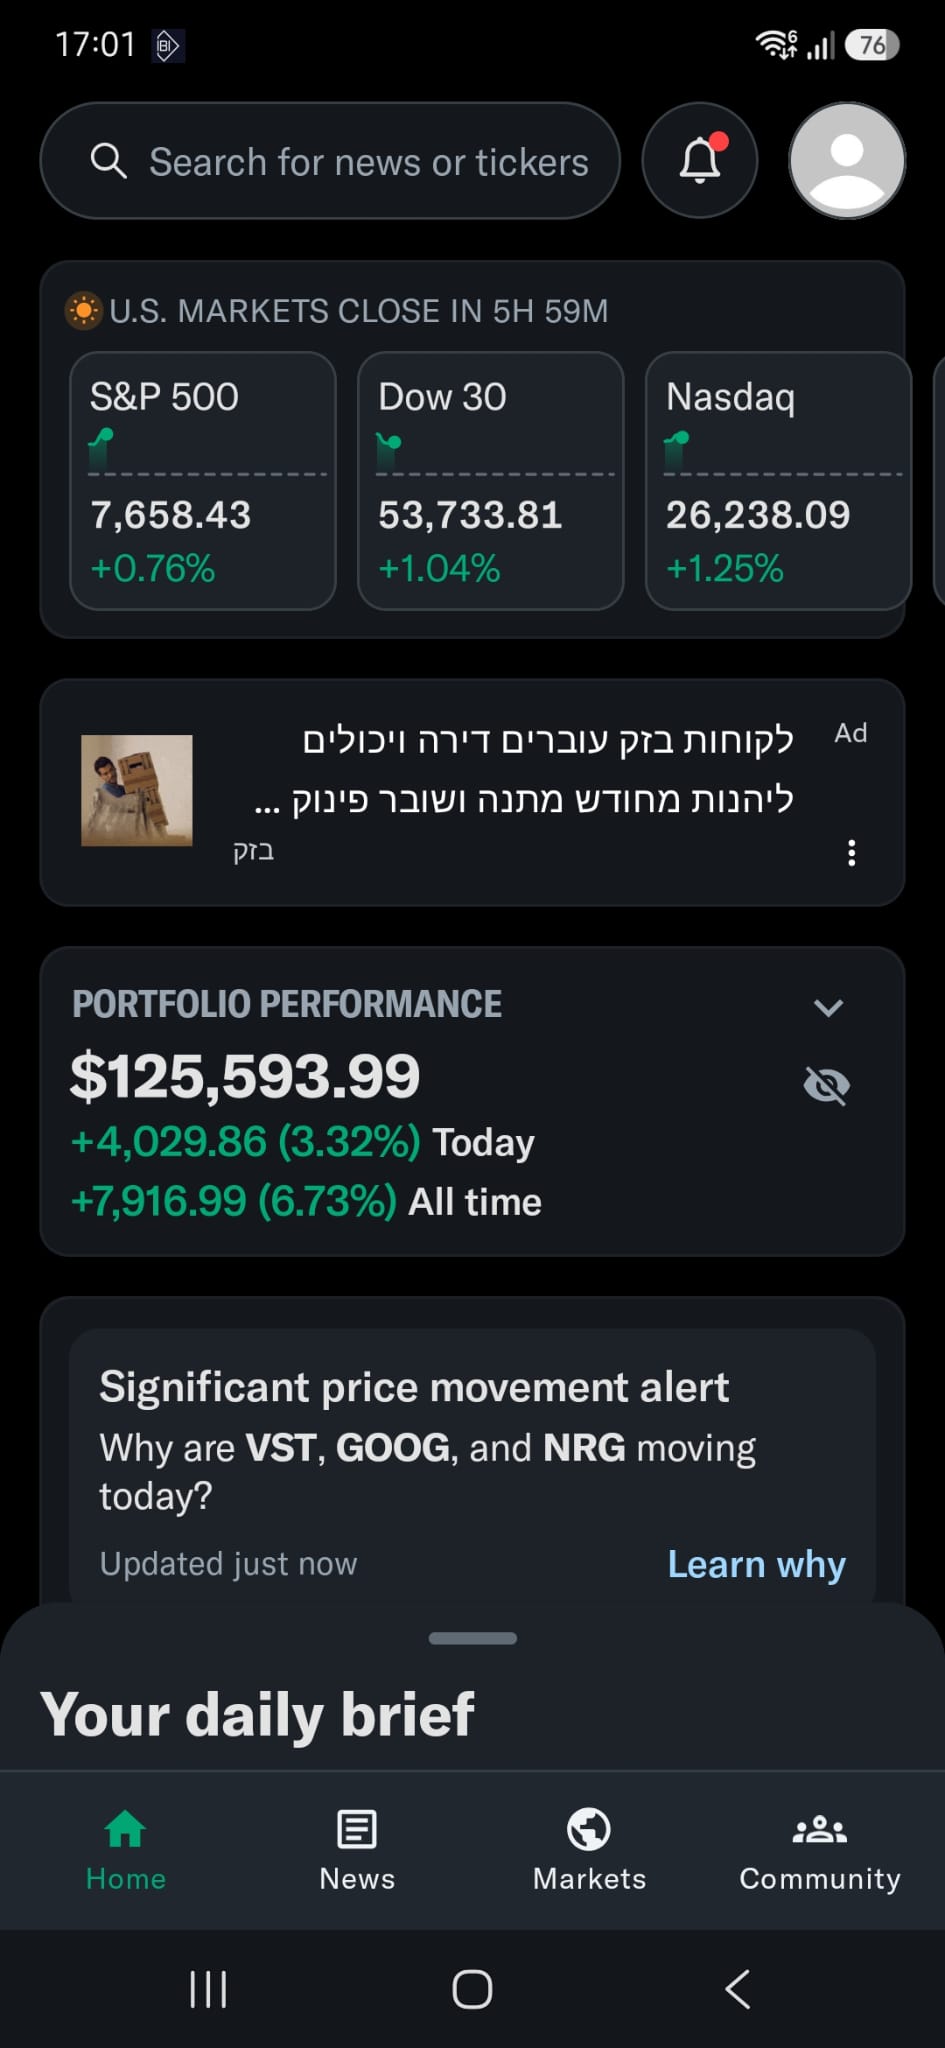 17:01
IBI
6
76
Search for news or tickers
U.S. MARKETS CLOSE IN 5H 59M
S&P 500
Dow 30
Nasdaq
7,658.43
53,733.81
26,238.09
+0.76%
+1.04%
+1.25%
לקוחות בזק עוברים דירה ויכולים
Ad
ליהנות מחודש מתנה ושובר פינוק ...
בזק
PORTFOLIO PERFORMANCE
$125,593.99
+4,029.86 (3.32%) Today
+7,916.99 (6.73%) All time
Significant price movement alert
Why are VST, GOOG, and NRG moving
today?
Updated just now
Learn why
Your daily brief
Home
News
Markets
Community